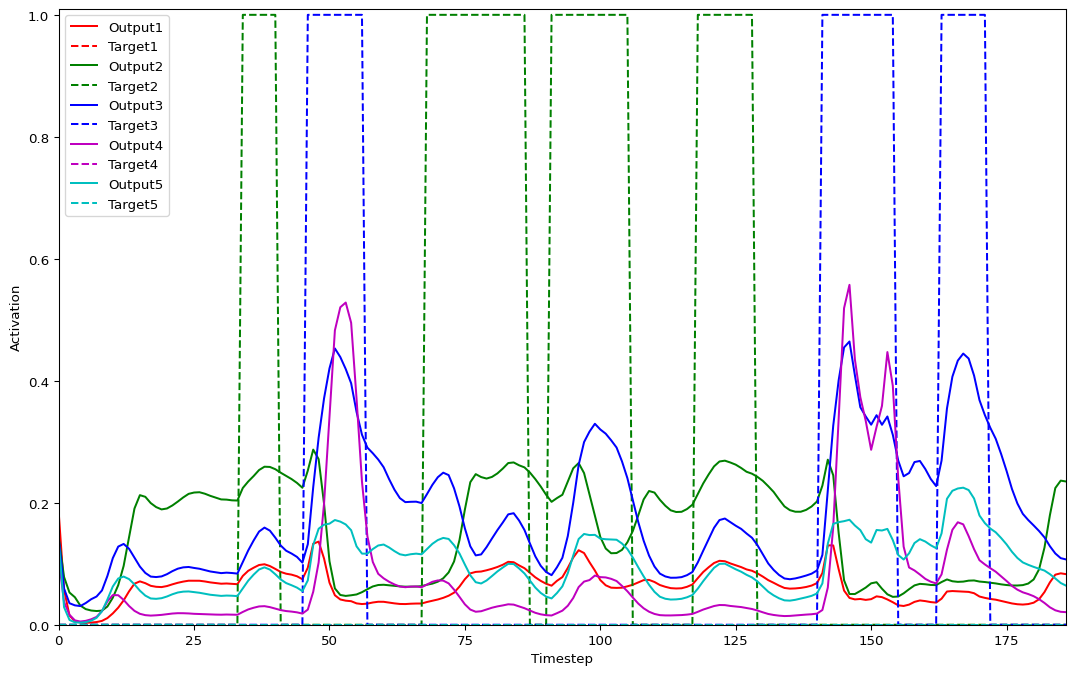 1.0
0.8
0.6
0.4
0.2
0.0
Activation
Output1
Target1
Output2
Target2
Output3
Target3
Output4
Target4
Output5
Target5
0 25 50 75 100 125 150 175
Timestep